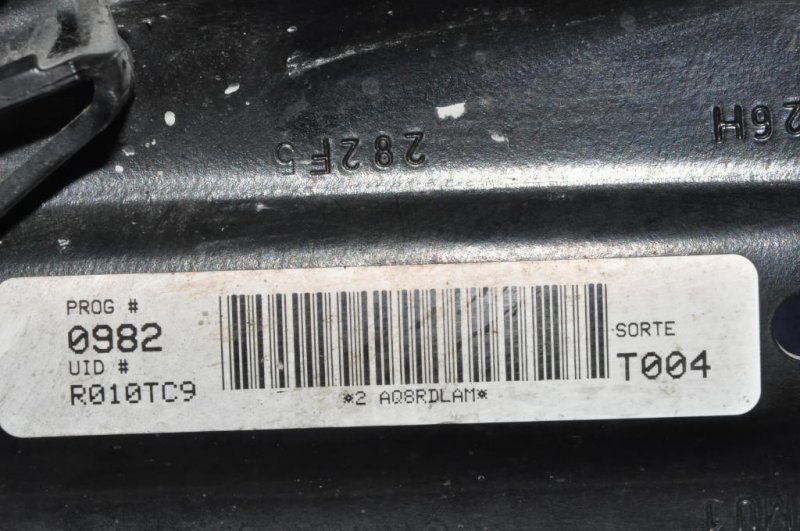 282F5
26H
PROG #
0982
UID #
R010TC9
*2 AQ8RDLAM*
SORTE
T004